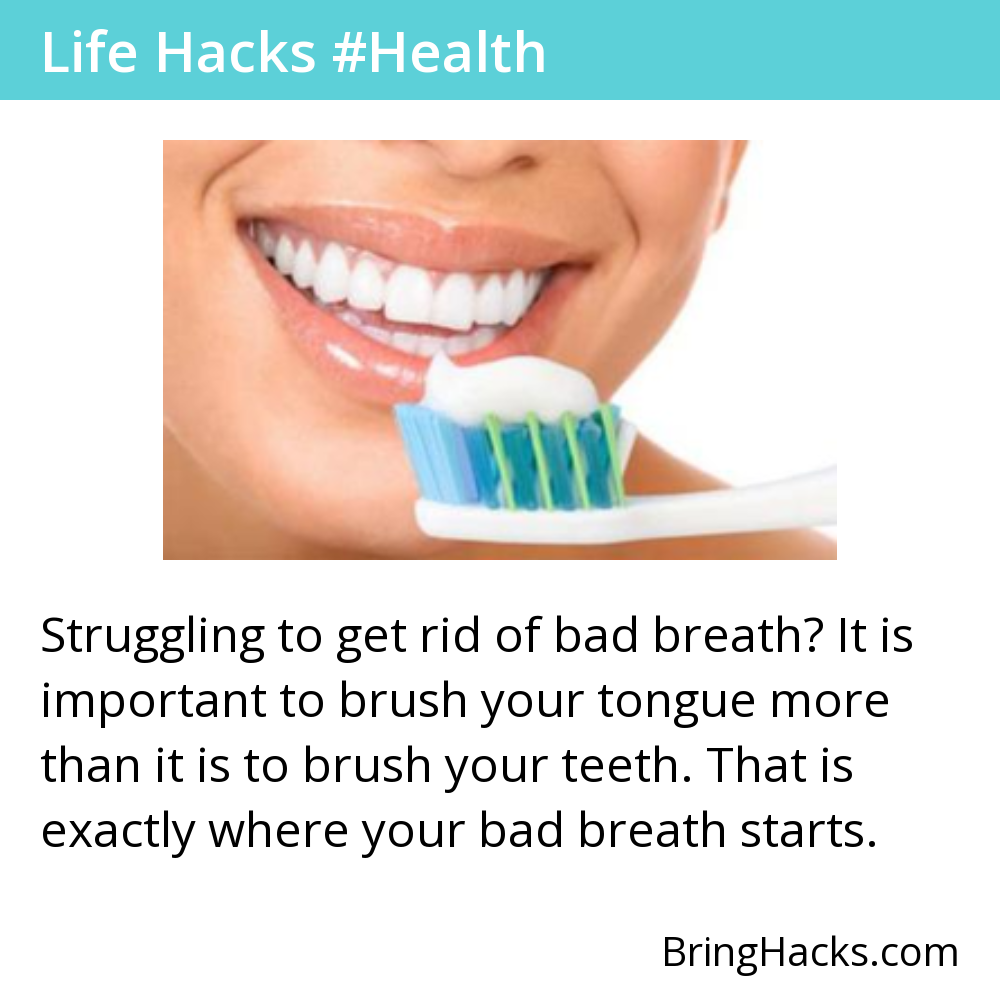 Life Hacks #Health
Struggling to get rid of bad breath? It is
important to brush your tongue more
than it is to brush your teeth. That is
exactly where your bad breath starts.
BringHacks.com